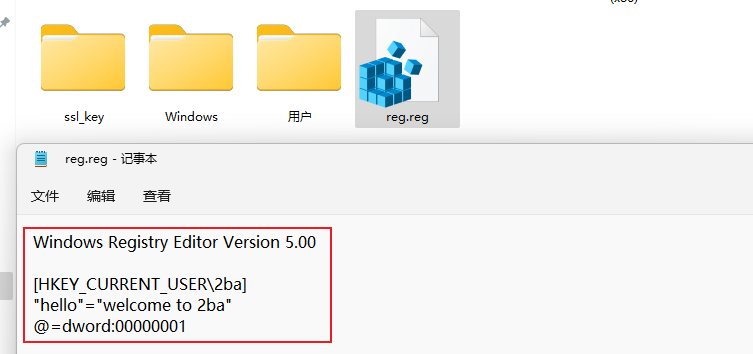 ssl_key
Windows
用户
reg.reg
reg.reg - 记事本
文件
编辑
查看
Windows Registry Editor Version 5.00
[HKEY_CURRENT_USER\2ba]
"hello"="welcome to 2ba"
@=dword:00000001